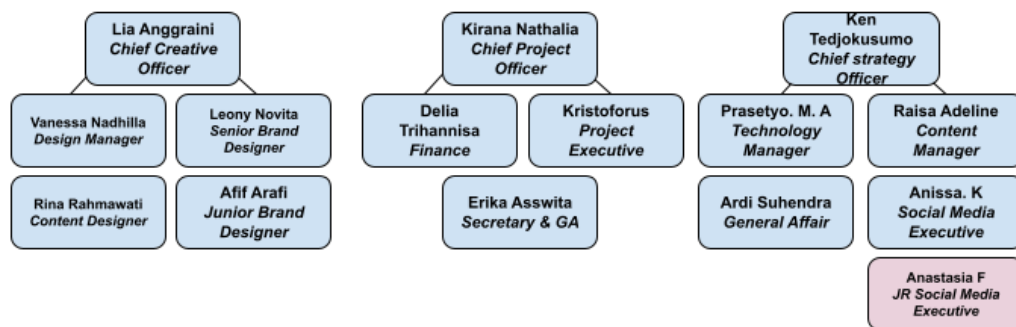 Lia Anggraini
Chief Creative
Officer
Kirana Nathalia
Chief Project
Officer
Ken
Tedjokusumo
Chief strategy
Officer
Vanessa Nadhilla
Design Manager
Leony Novita
Senior Brand
Designer
Delia
Trihannisa
Finance
Kristoforus
Project
Executive
Prasetyo. M. A
Technology
Manager
Raisa Adeline
Content
Manager
Rina Rahmawati
Content Designer
Afif Arafi
Junior Brand
Designer
Erika Asswita
Secretary & GA
Ardi Suhendra
General Affair
Anissa. K
Social Media
Executive
Anastasia F
JR Social Media
Executive